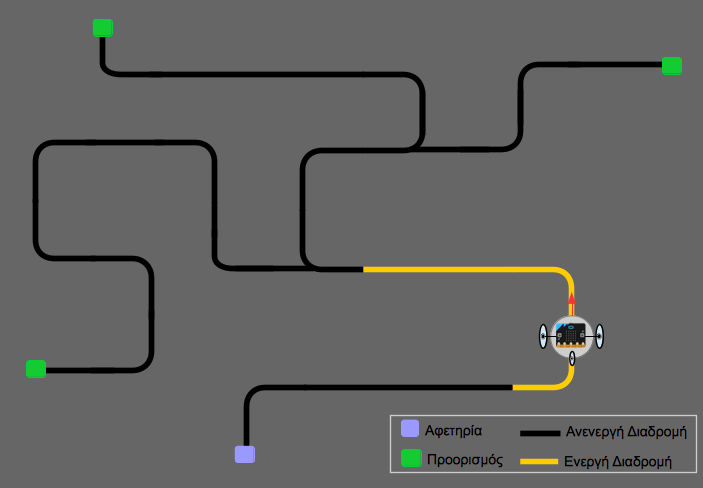 Αφετηρία
Ανενεργή Διαδρομή
Προορισμός
Ενεργή Διαδρομή